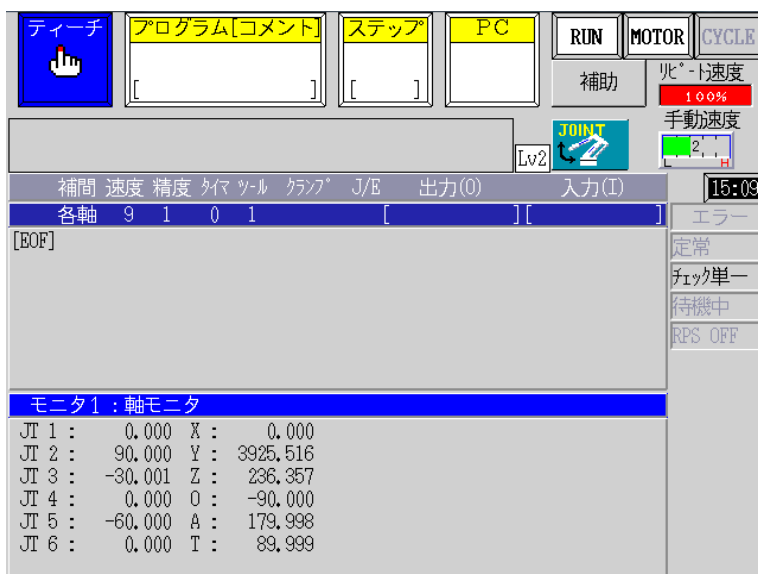 ティーチ プログラム[コメント] ステップ PC RUN MOTOR CYCLE
[ ] [ ] 補助 リピート速度
100%
手動速度
Lv2 JOINT 2
L H
補間 速度 精度 タイマ ツール クランプ J/E 出力(O) 入力(I) 15:09
各軸 9 1 0 1 [ ][ ] エラー
[EOF] 定常
チェック単一
待機中
RPS OFF
モニタ1:軸モニタ
JT 1 : 0.000 X : 0.000
JT 2 : 90.000 Y : 3925.516
JT 3 : -30.001 Z : 236.357
JT 4 : 0.000 O : -90.000
JT 5 : -60.000 A : 179.998
JT 6 : 0.000 T : 89.999